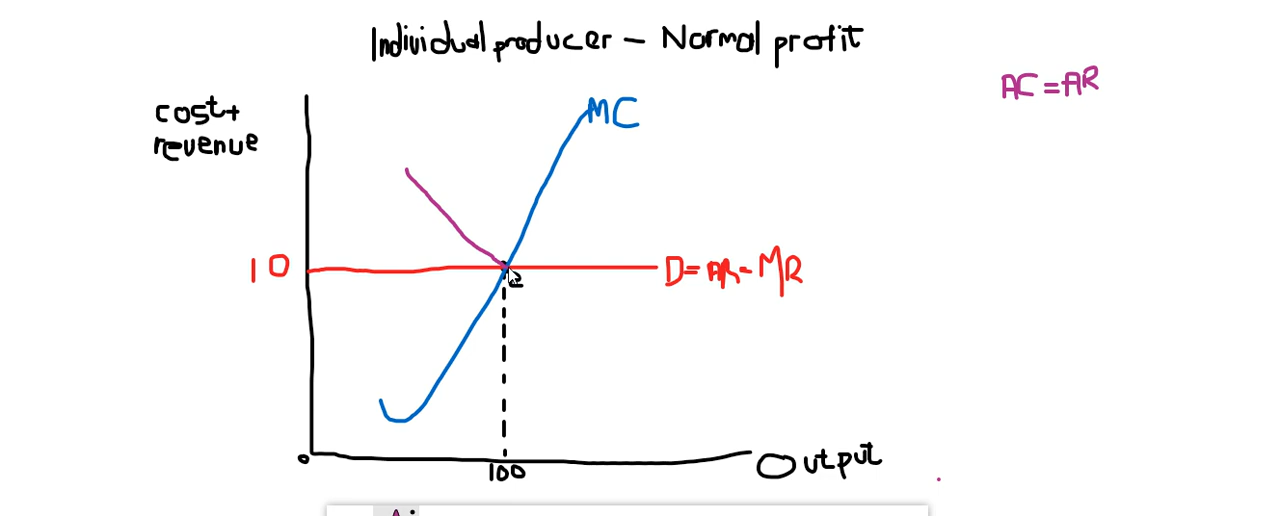 Individual producer - Normal profit
AC = AR
cost +
revenue
MC
10
e
D = AR = MR
0
100
Output